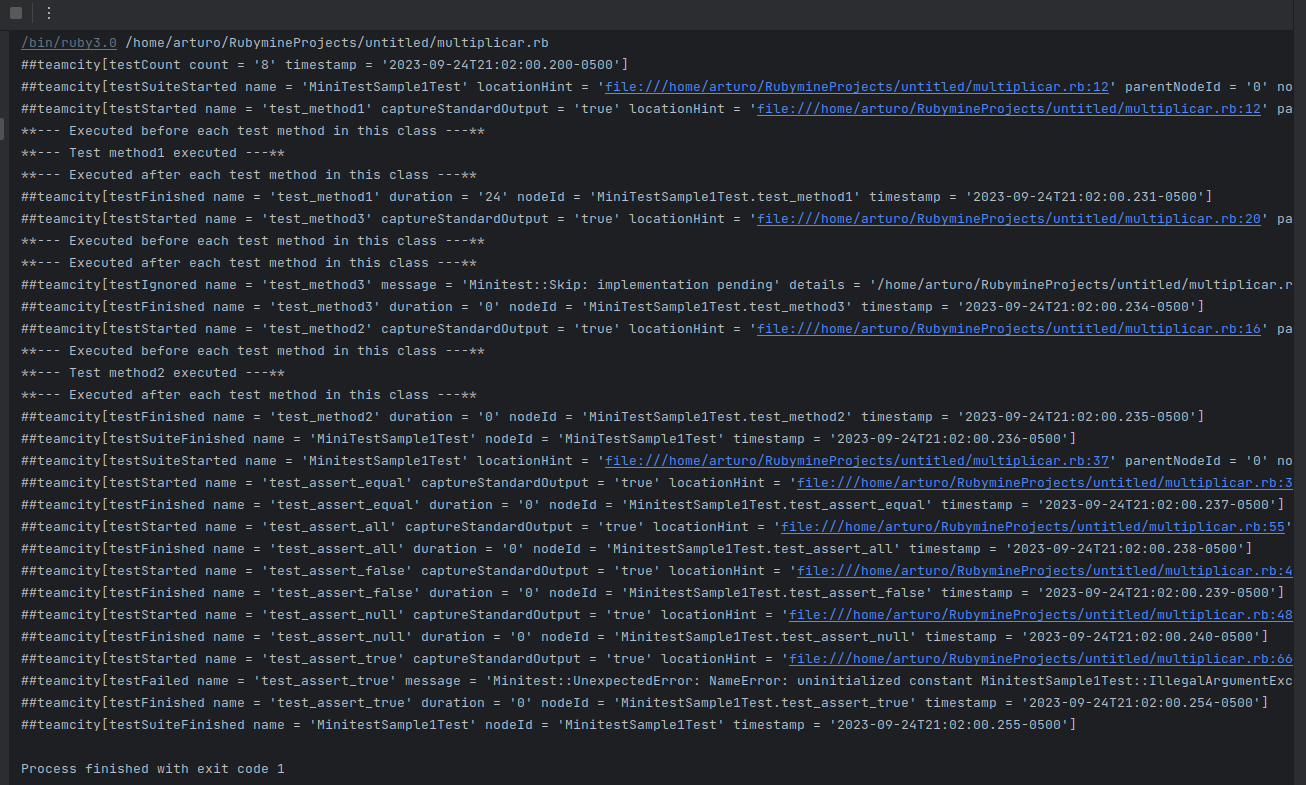 /bin/ruby3.0 /home/arturo/RubymineProjects/untitled/multiplicar.rb
##teamcity[testCount count = '8' timestamp = '2023-09-24T21:02:00.200-0500']
##teamcity[testSuiteStarted name = 'MiniTestSample1Test' locationHint = 'file:///home/arturo/RubymineProjects/untitled/multiplicar.rb:12' parentNodeId = '0' no
##teamcity[testStarted name = 'test_method1' captureStandardOutput = 'true' locationHint = 'file:///home/arturo/RubymineProjects/untitled/multiplicar.rb:12' pa
**--- Executed before each test method in this class ---**
**--- Test method1 executed ---**
**--- Executed after each test method in this class ---**
##teamcity[testFinished name = 'test_method1' duration = '24' nodeId = 'MiniTestSample1Test.test_method1' timestamp = '2023-09-24T21:02:00.231-0500']
##teamcity[testStarted name = 'test_method3' captureStandardOutput = 'true' locationHint = 'file:///home/arturo/RubymineProjects/untitled/multiplicar.rb:20' pa
**--- Executed before each test method in this class ---**
**--- Executed after each test method in this class ---**
##teamcity[testIgnored name = 'test_method3' message = 'Minitest::Skip: implementation pending' details = '/home/arturo/RubymineProjects/untitled/multiplicar.r
##teamcity[testFinished name = 'test_method3' duration = '0' nodeId = 'MiniTestSample1Test.test_method3' timestamp = '2023-09-24T21:02:00.234-0500']
##teamcity[testStarted name = 'test_method2' captureStandardOutput = 'true' locationHint = 'file:///home/arturo/RubymineProjects/untitled/multiplicar.rb:16' pa
**--- Executed before each test method in this class ---**
**--- Test method2 executed ---**
**--- Executed after each test method in this class ---**
##teamcity[testFinished name = 'test_method2' duration = '0' nodeId = 'MiniTestSample1Test.test_method2' timestamp = '2023-09-24T21:02:00.235-0500']
##teamcity[testSuiteFinished name = 'MiniTestSample1Test' nodeId = 'MiniTestSample1Test' timestamp = '2023-09-24T21:02:00.236-0500']
##teamcity[testSuiteStarted name = 'MinitestSample1Test' locationHint = 'file:///home/arturo/RubymineProjects/untitled/multiplicar.rb:37' parentNodeId = '0' no
##teamcity[testStarted name = 'test_assert_equal' captureStandardOutput = 'true' locationHint = 'file:///home/arturo/RubymineProjects/untitled/multiplicar.rb:3
##teamcity[testFinished name = 'test_assert_equal' duration = '0' nodeId = 'MinitestSample1Test.test_assert_equal' timestamp = '2023-09-24T21:02:00.237-0500']
##teamcity[testStarted name = 'test_assert_all' captureStandardOutput = 'true' locationHint = 'file:///home/arturo/RubymineProjects/untitled/multiplicar.rb:55'
##teamcity[testFinished name = 'test_assert_all' duration = '0' nodeId = 'MinitestSample1Test.test_assert_all' timestamp = '2023-09-24T21:02:00.238-0500']
##teamcity[testStarted name = 'test_assert_false' captureStandardOutput = 'true' locationHint = 'file:///home/arturo/RubymineProjects/untitled/multiplicar.rb:4
##teamcity[testFinished name = 'test_assert_false' duration = '0' nodeId = 'MinitestSample1Test.test_assert_false' timestamp = '2023-09-24T21:02:00.239-0500']
##teamcity[testStarted name = 'test_assert_null' captureStandardOutput = 'true' locationHint = 'file:///home/arturo/RubymineProjects/untitled/multiplicar.rb:48
##teamcity[testFinished name = 'test_assert_null' duration = '0' nodeId = 'MinitestSample1Test.test_assert_null' timestamp = '2023-09-24T21:02:00.240-0500']
##teamcity[testStarted name = 'test_assert_true' captureStandardOutput = 'true' locationHint = 'file:///home/arturo/RubymineProjects/untitled/multiplicar.rb:66
##teamcity[testFailed name = 'test_assert_true' message = 'Minitest::UnexpectedError: NameError: uninitialized constant MinitestSample1Test::IllegalArgumentExc
##teamcity[testFinished name = 'test_assert_true' duration = '0' nodeId = 'MinitestSample1Test.test_assert_true' timestamp = '2023-09-24T21:02:00.254-0500']
##teamcity[testSuiteFinished name = 'MinitestSample1Test' nodeId = 'MinitestSample1Test' timestamp = '2023-09-24T21:02:00.255-0500']
Process finished with exit code 1